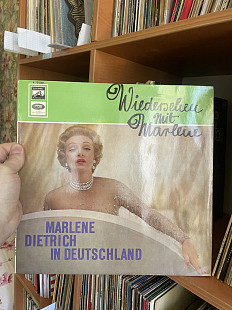 Wiedersehen
mit
Marlene
MARLENE
DIETRICH
IN DEUTSCHLAND